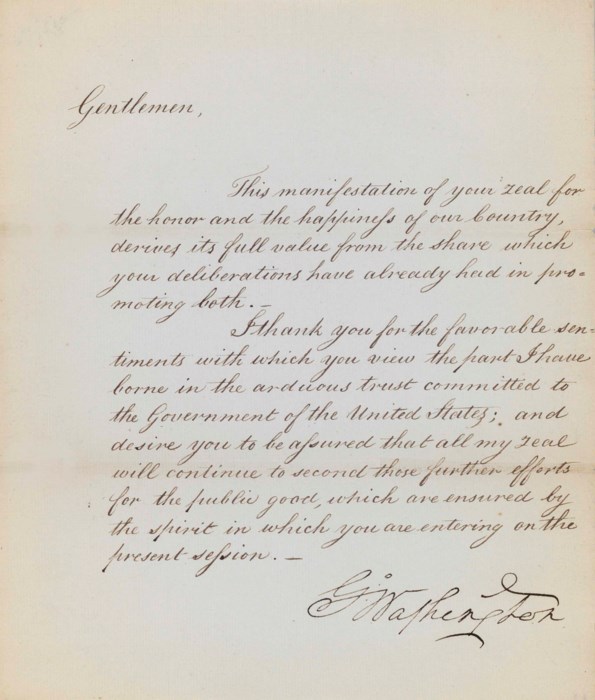 Gentlemen,
This manifestation of your zeal for
the honor and the happineſs of our Country,
derives its full value from the share which
your deliberations have already had in pro=
moting both. —
I thank you for the favorable sen=
timents with which you view the part I have
borne in the arduous trust committed to
the Government of the United States; and
desire you to be aſsured that all my zeal
will continue to second those further efforts
for the public good, which are ensured by
the spirit in which you are entering on the
present seſsion. —
Go Waſhington